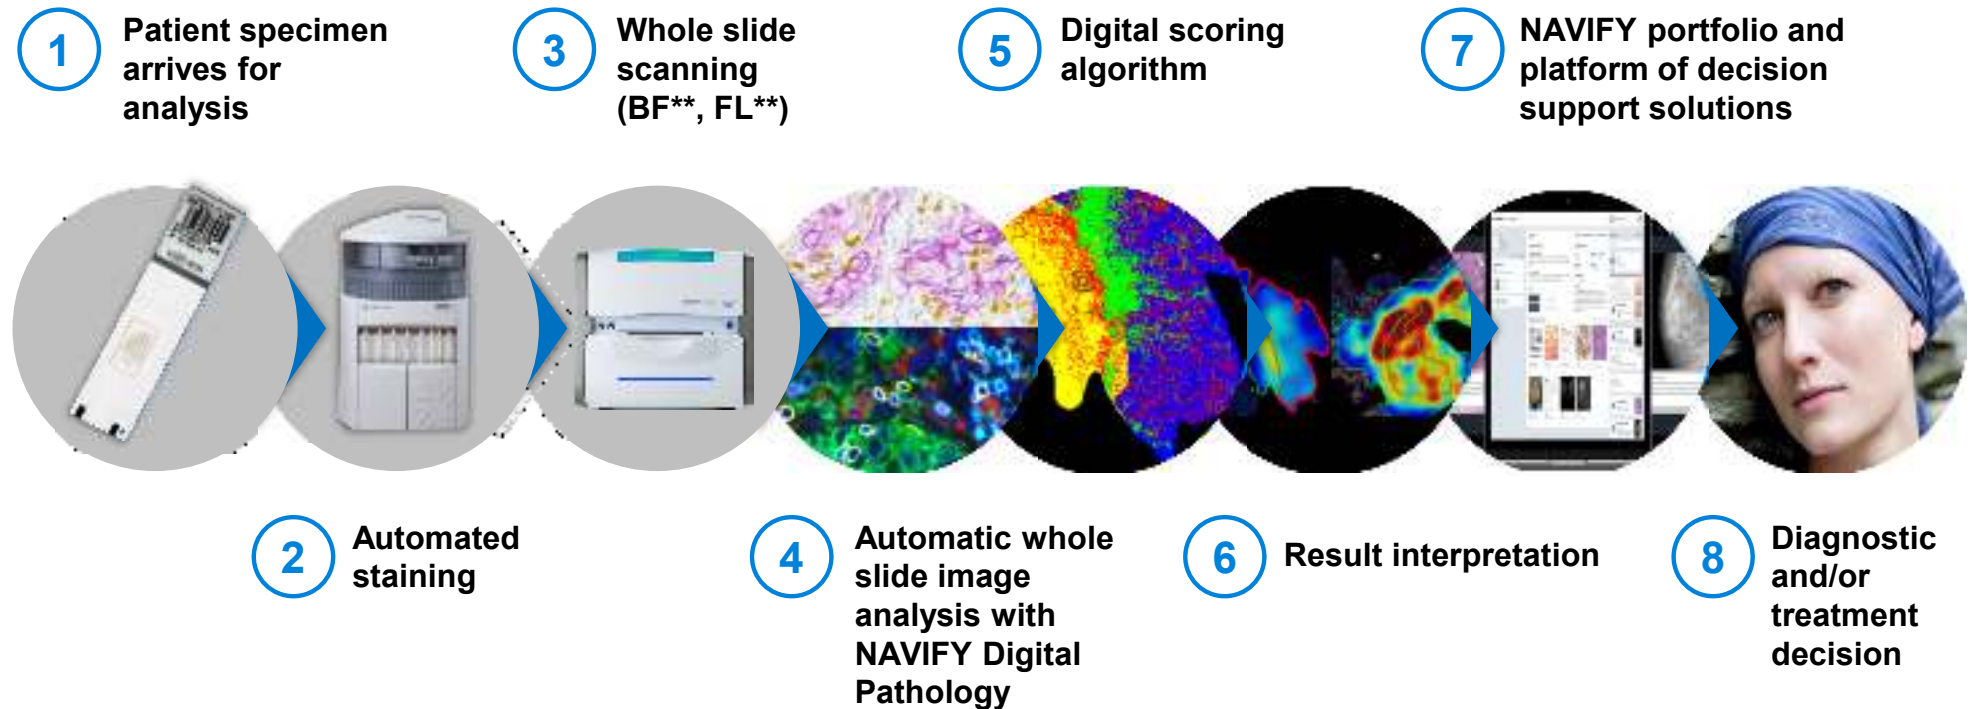 1
Patient specimen
arrives for
analysis
2
Automated
staining
3
Whole slide
scanning
(BF**, FL**)
4
Automatic whole
slide image
analysis with
NAVIFY Digital
Pathology
5
Digital scoring
algorithm
6
Result interpretation
7
NAVIFY portfolio and
platform of decision
support solutions
8
Diagnostic
and/or
treatment
decision